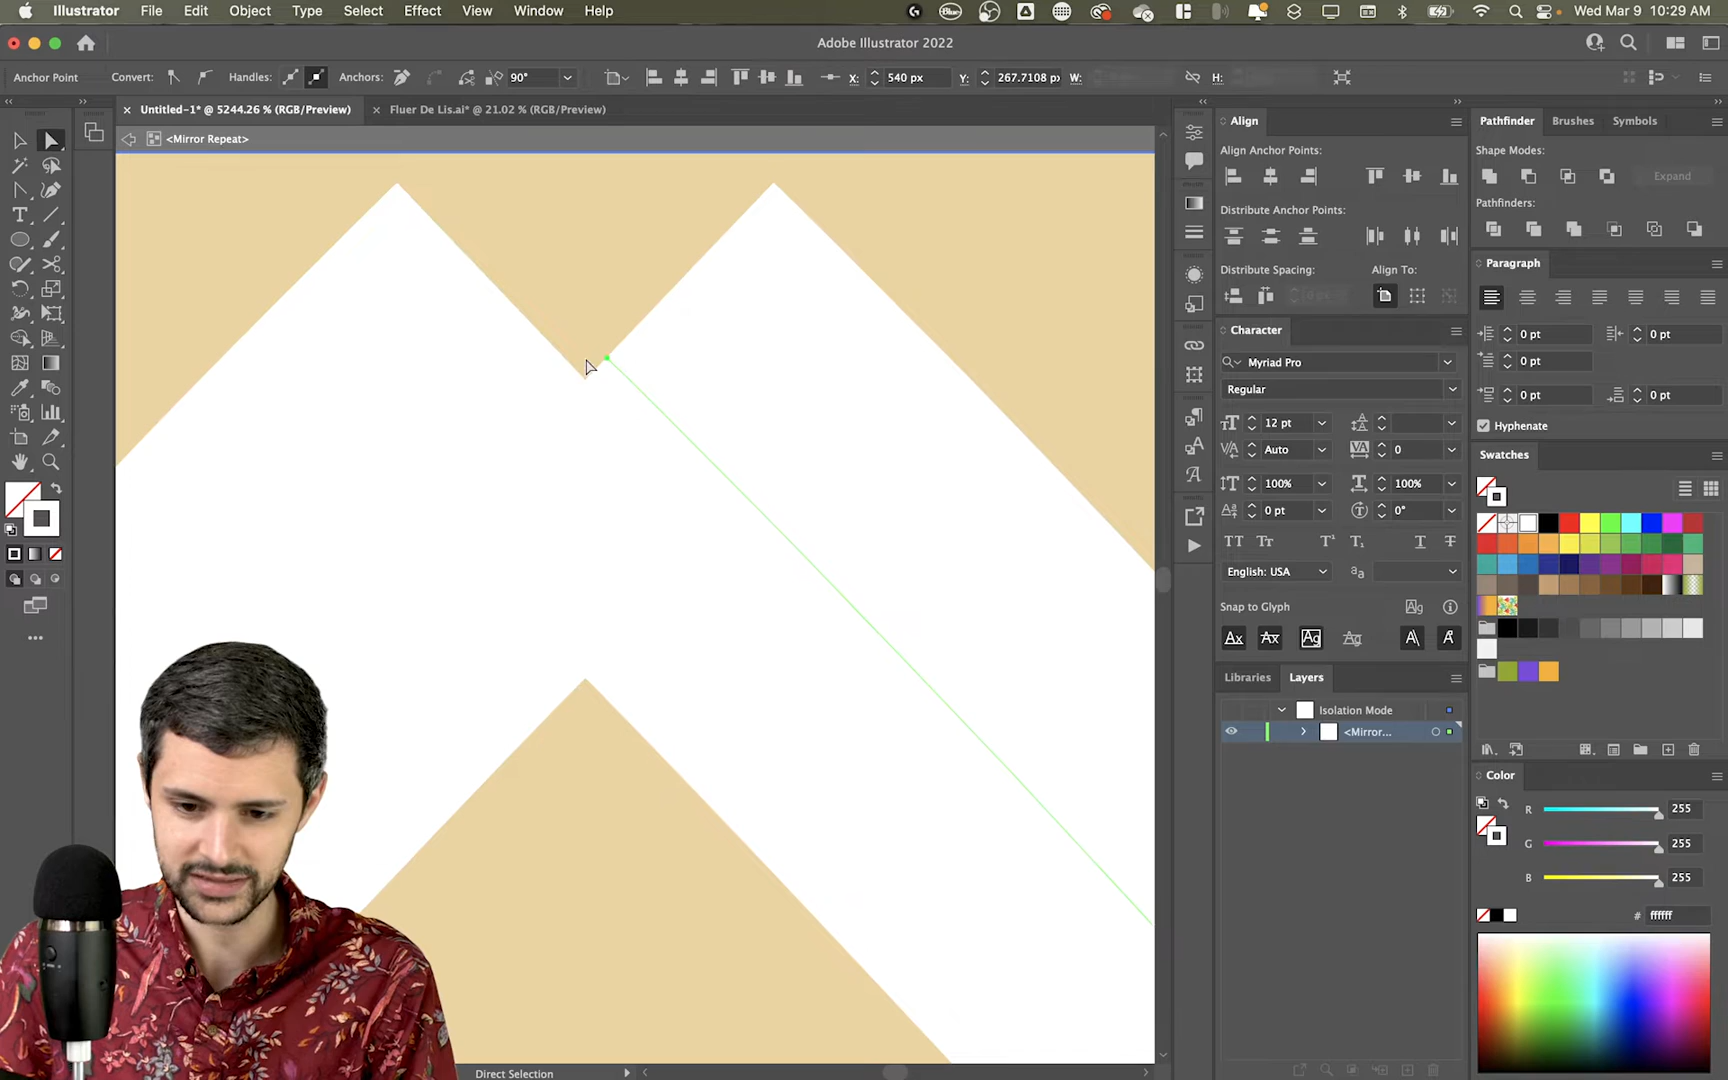 Illustrator File Edit Object Type Select Effect View Window Help
Wed Mar 9 10:29 AM
Adobe Illustrator 2022
Anchor Point Convert: Handles: Anchors: 90° X: 540 px Y: 267.7108 px W: H:
× Untitled-1* @ 5244.26 % (RGB/Preview) × Fluer De Lis.ai* @ 21.02 % (RGB/Preview)
<Mirror Repeat>
Align
Align Anchor Points:
Distribute Anchor Points:
Distribute Spacing: Align To:
Character
Myriad Pro
Regular
12 pt
Auto 0
100% 100%
0 pt 0°
TT Tr T¹ T₁ T T
English: USA
Snap to Glyph
Libraries Layers
Isolation Mode
<Mirror...
Pathfinder Brushes Symbols
Shape Modes:
Expand
Pathfinders:
Paragraph
0 pt 0 pt
0 pt
0 pt 0 pt
Hyphenate
Swatches
Color
R 255
G 255
B 255
# ffffff
Direct Selection